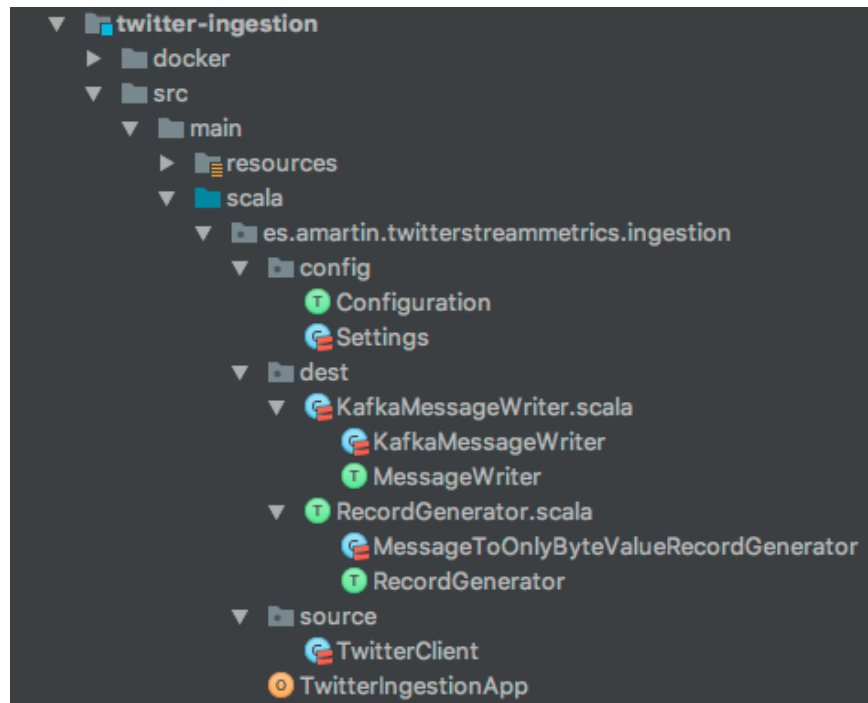 twitter-ingestion
docker
src
main
resources
scala
es.amartin.twitterstreammetrics.ingestion
config
T Configuration
C Settings
dest
C KafkaMessageWriter.scala
C KafkaMessageWriter
T MessageWriter
T RecordGenerator.scala
C MessageToOnlyByteValueRecordGenerator
T RecordGenerator
source
C TwitterClient
O TwitterIngestionApp